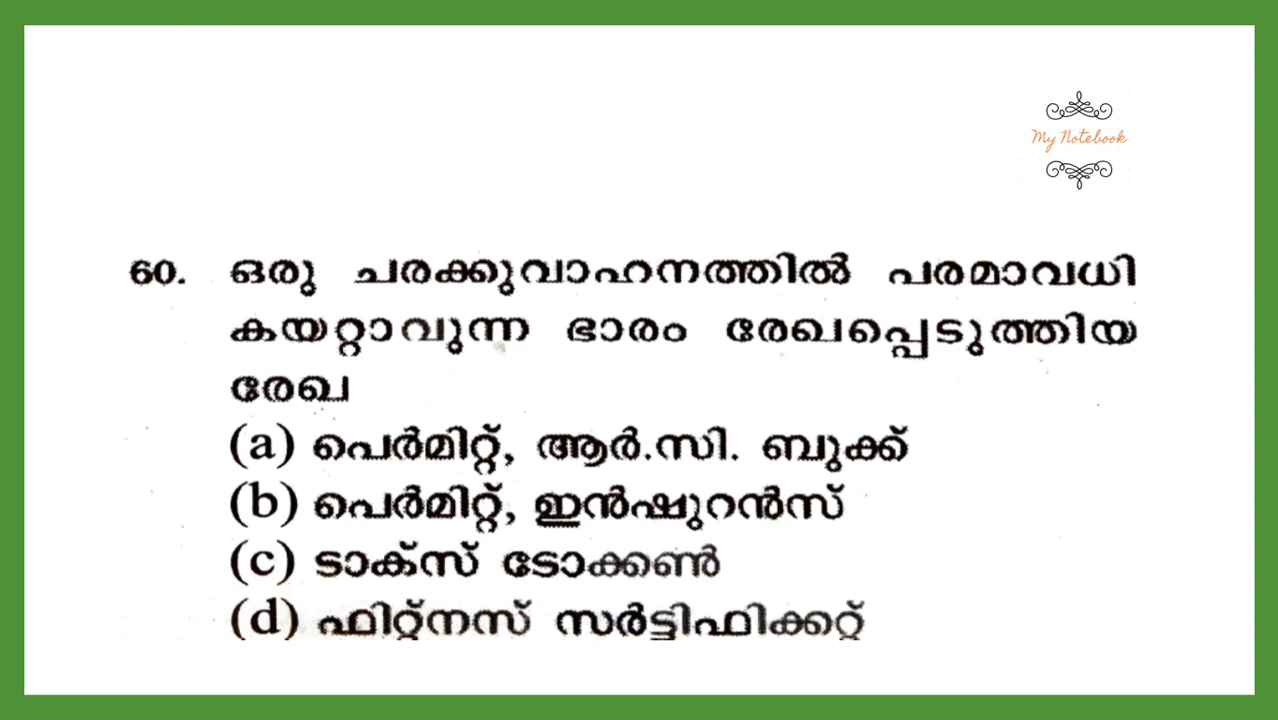 My Notebook
60. ഒരു ചരക്കുവാഹനത്തിൽ പരമാവധി
കയറ്റാവുന്ന ഭാരം രേഖപ്പെടുത്തിയ
രേഖ
(a) പെർമിറ്റ്, ആർ.സി. ബുക്ക്
(b) പെർമിറ്റ്, ഇൻഷുറൻസ്
(c) ടാക്സ് ടോക്കൺ
(d) ഫിറ്റ്നസ് സർട്ടിഫിക്കറ്റ്